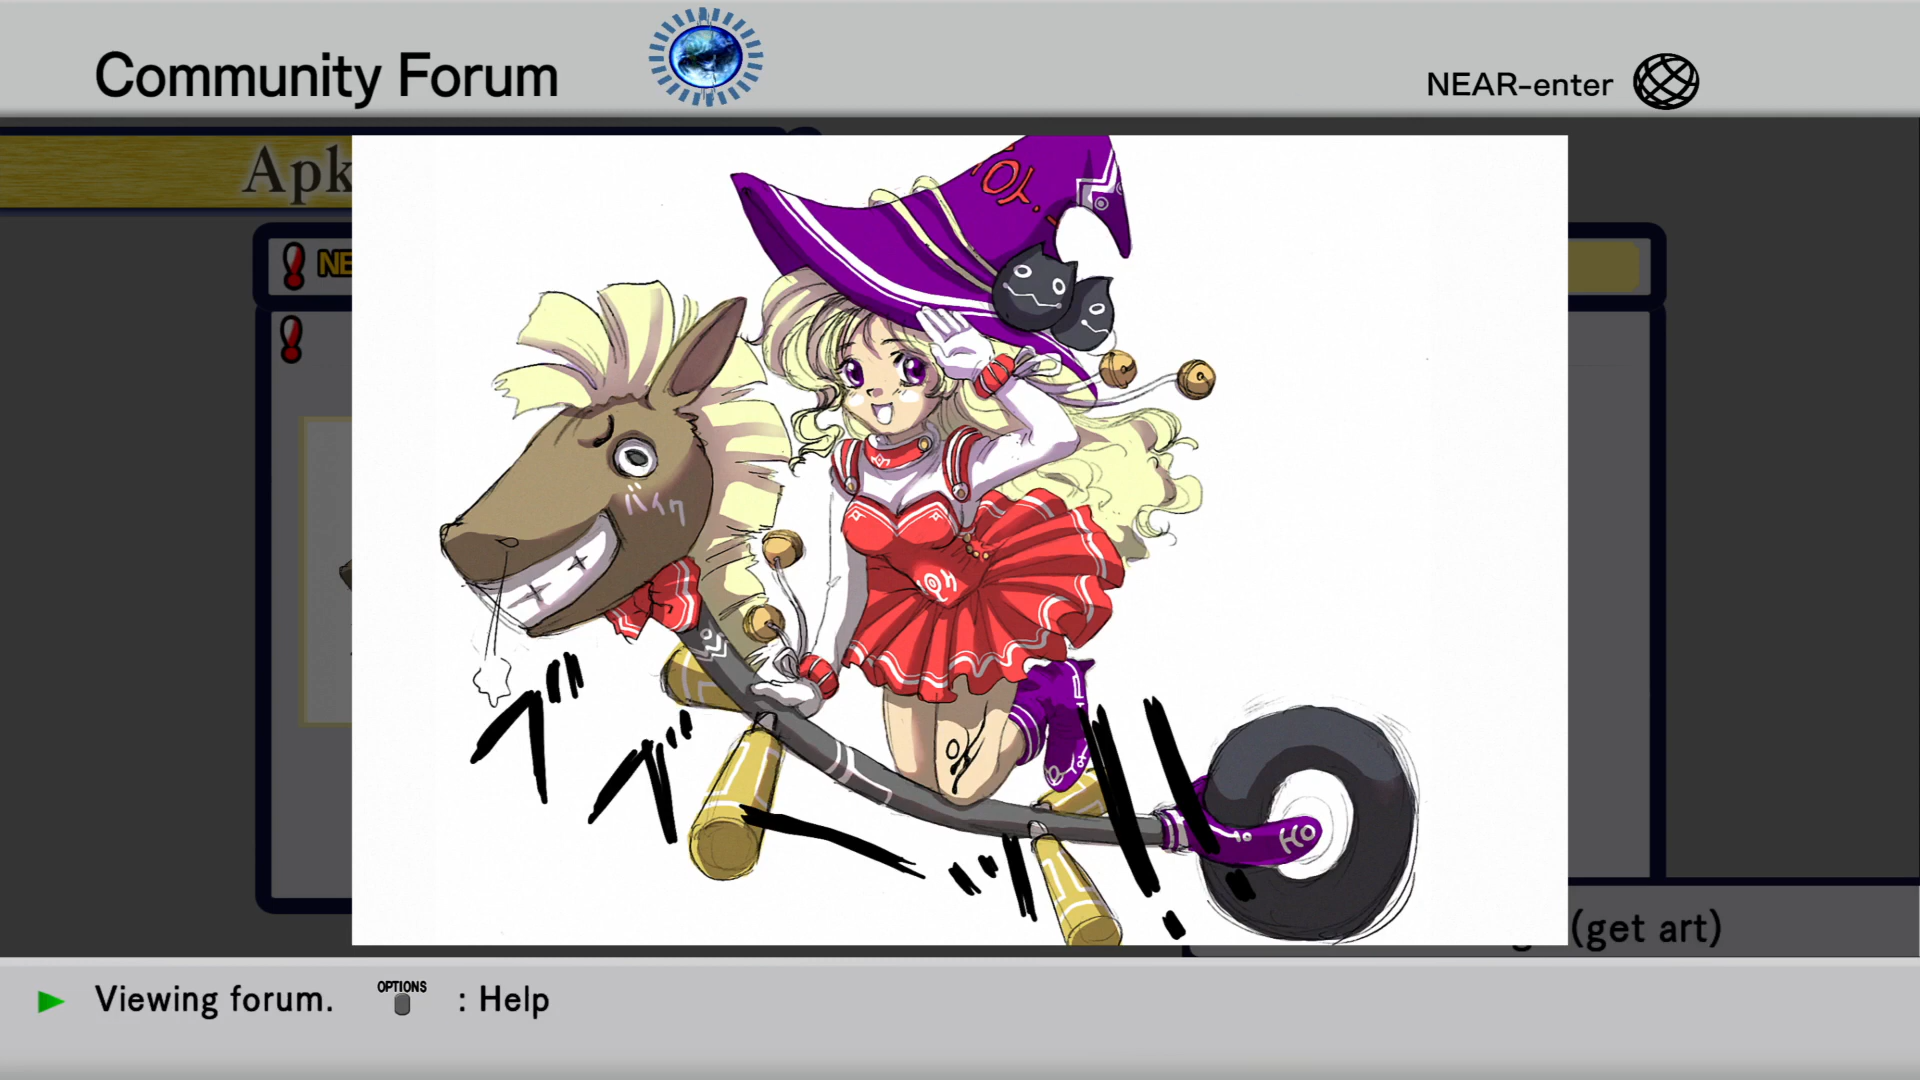 Community Forum
NEAR-enter
Apk
NE
バイク
(get art)
Viewing forum.
OPTIONS
: Help